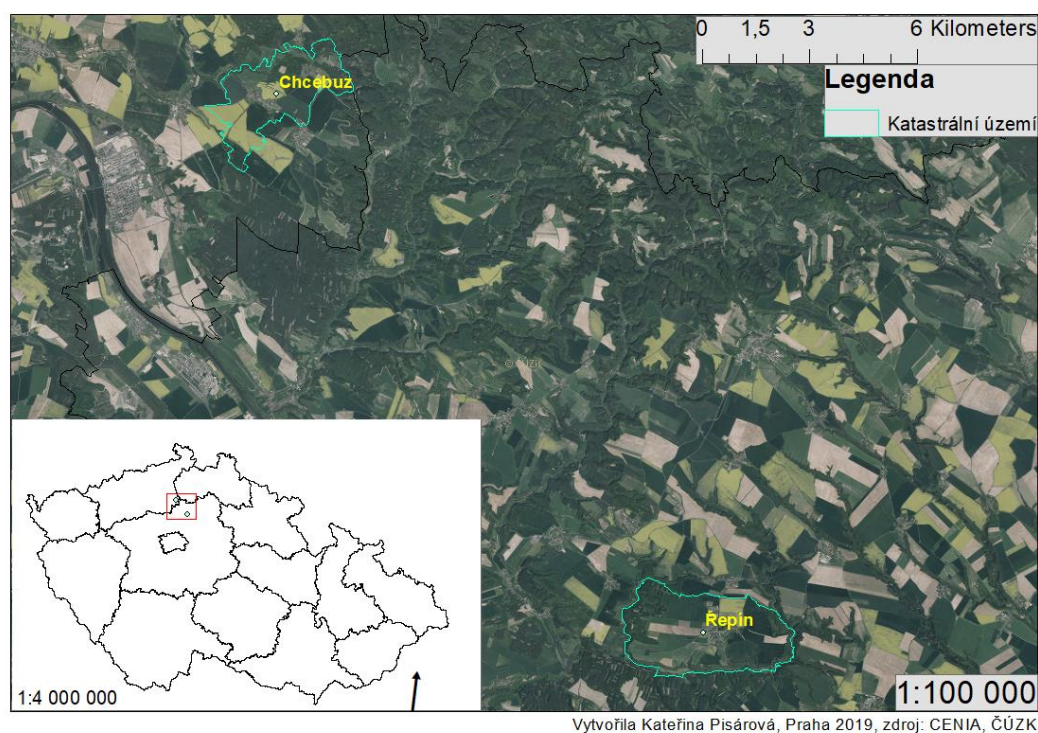 0 1,5 3 6 Kilometers
Legenda
Katastrální území
Chcebuz
© ČÚZK
Řepín
1:4 000 000
1:100 000
Vytvořila Kateřina Pisárová, Praha 2019, zdroj: CENIA, ČÚZK